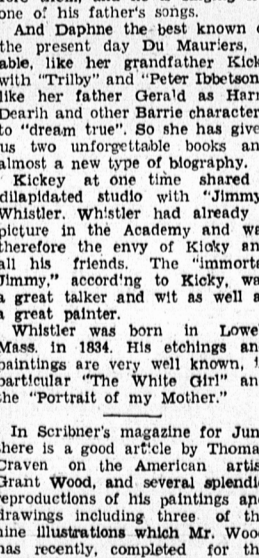 one of his father's songs.
And Daphne the best known
the present day Du Mauriers,
able, like her grandfather Kick
with "Trilby" and "Peter Ibbetson
like her father Gerald as Harr
Dearih and other Barrie character
to "dream true". So she has give
us two unforgettable books an
almost a new type of biography.
Kickey at one time shared
dilapidated studio with "Jimmy
Whistler. Whistler had already
picture in the Academy and wa
therefore the envy of Kicky an
all his friends. The "immorta
Jimmy," according to Kicky, wa
a great talker and wit as well a
a great painter.
Whistler was born in Lowe
Mass. in 1834. His etchings an
paintings are very well known, i
particular "The White Girl" an
the "Portrait of my Mother."
In Scribner's magazine for Jun
there is a good article by Thoma
Craven on the American artis
Grant Wood, and several splendi
reproductions of his paintings an
drawings including three of th
nine illustrations which Mr. Woo
has recently, completed for th